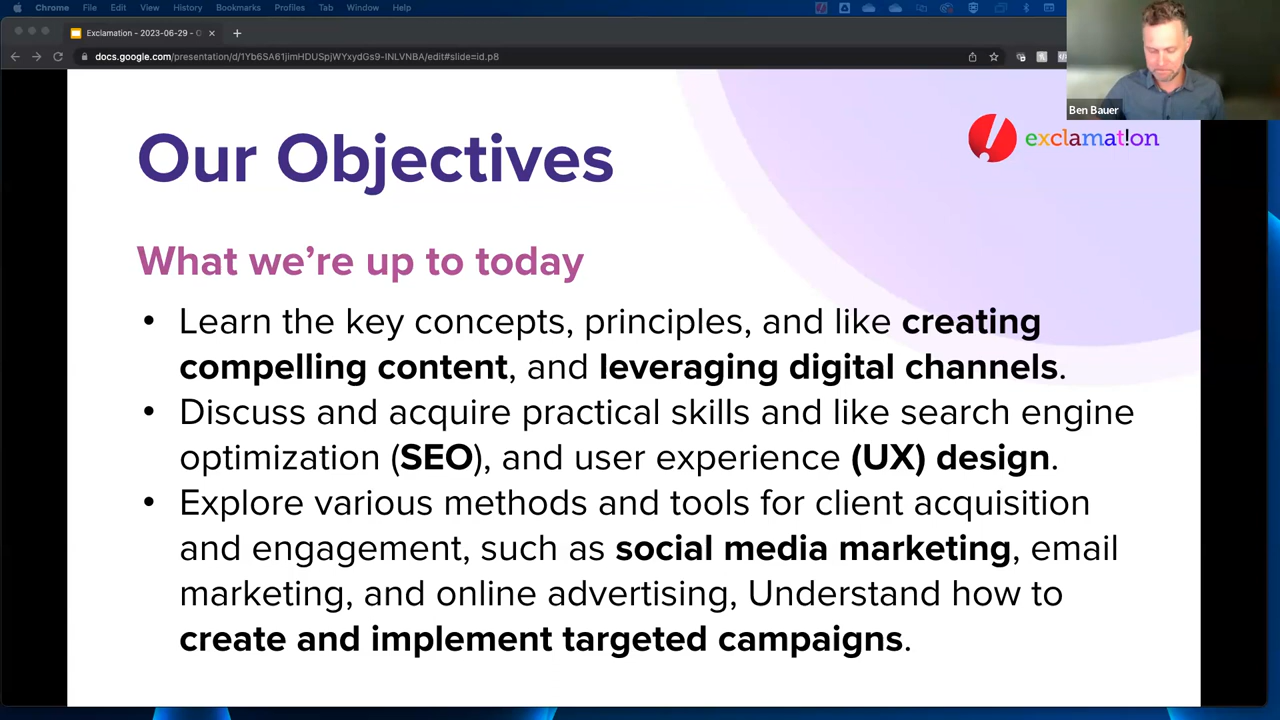 Chrome File Edit View History Bookmarks Profiles Tab Window Help
Exclamation - 2023-06-29 - O
docs.google.com/presentation/d/1Yb6SA61jimHDUSpjWYxydGs9-INLVNBA/edit#slide=id.p8
Ben Bauer
exclamat!on
Our Objectives
What we’re up to today
• Learn the key concepts, principles, and like creating
compelling content, and leveraging digital channels.
• Discuss and acquire practical skills and like search engine
optimization (SEO), and user experience (UX) design.
• Explore various methods and tools for client acquisition
and engagement, such as social media marketing, email
marketing, and online advertising, Understand how to
create and implement targeted campaigns.